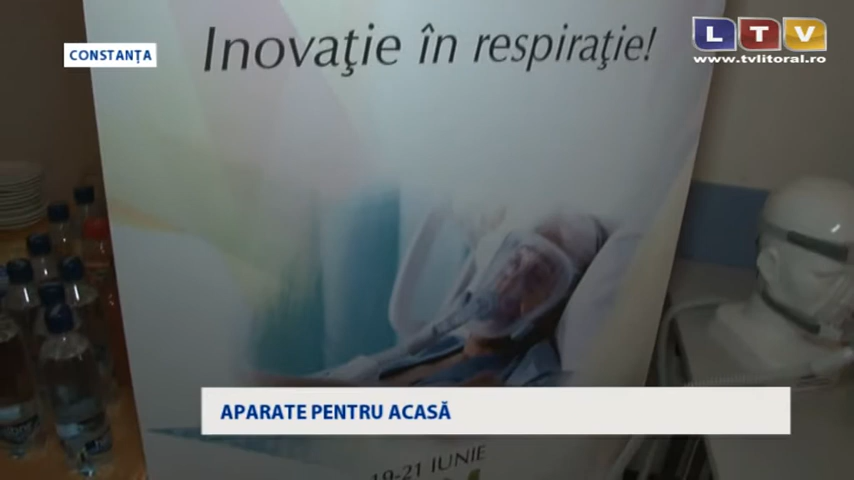 Inovaţie în respiraţie!
CONSTANȚA
LTV
www.tvlitoral.ro
APARATE PENTRU ACASĂ
19-21 IUNIE